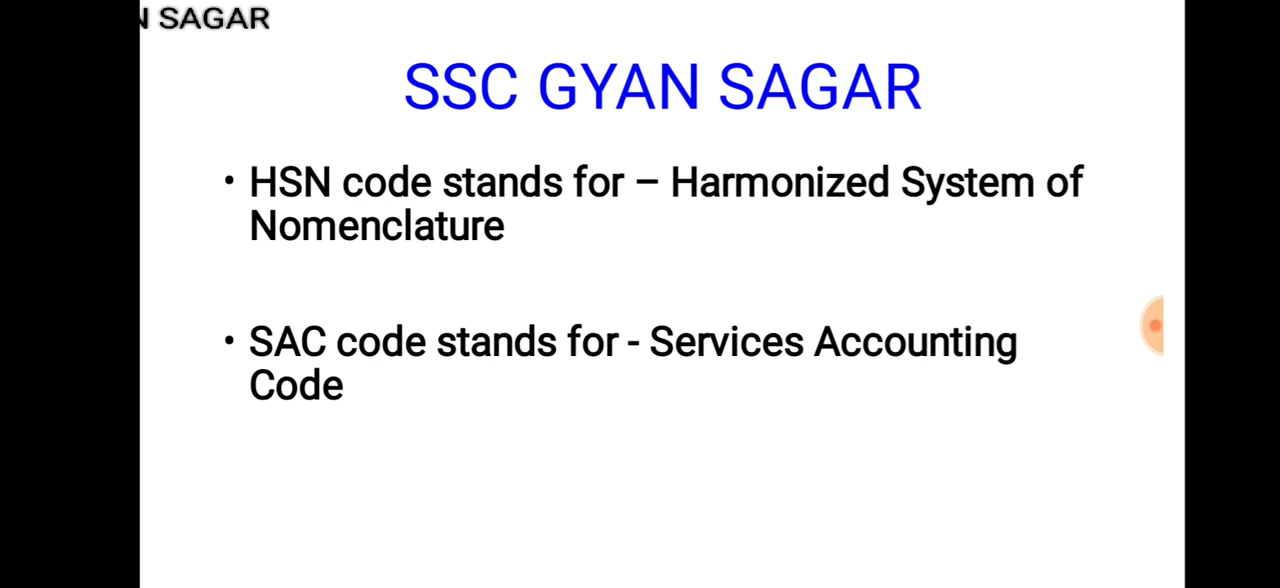 N SAGAR
SSC GYAN SAGAR
• HSN code stands for – Harmonized System of
Nomenclature
• SAC code stands for - Services Accounting
Code